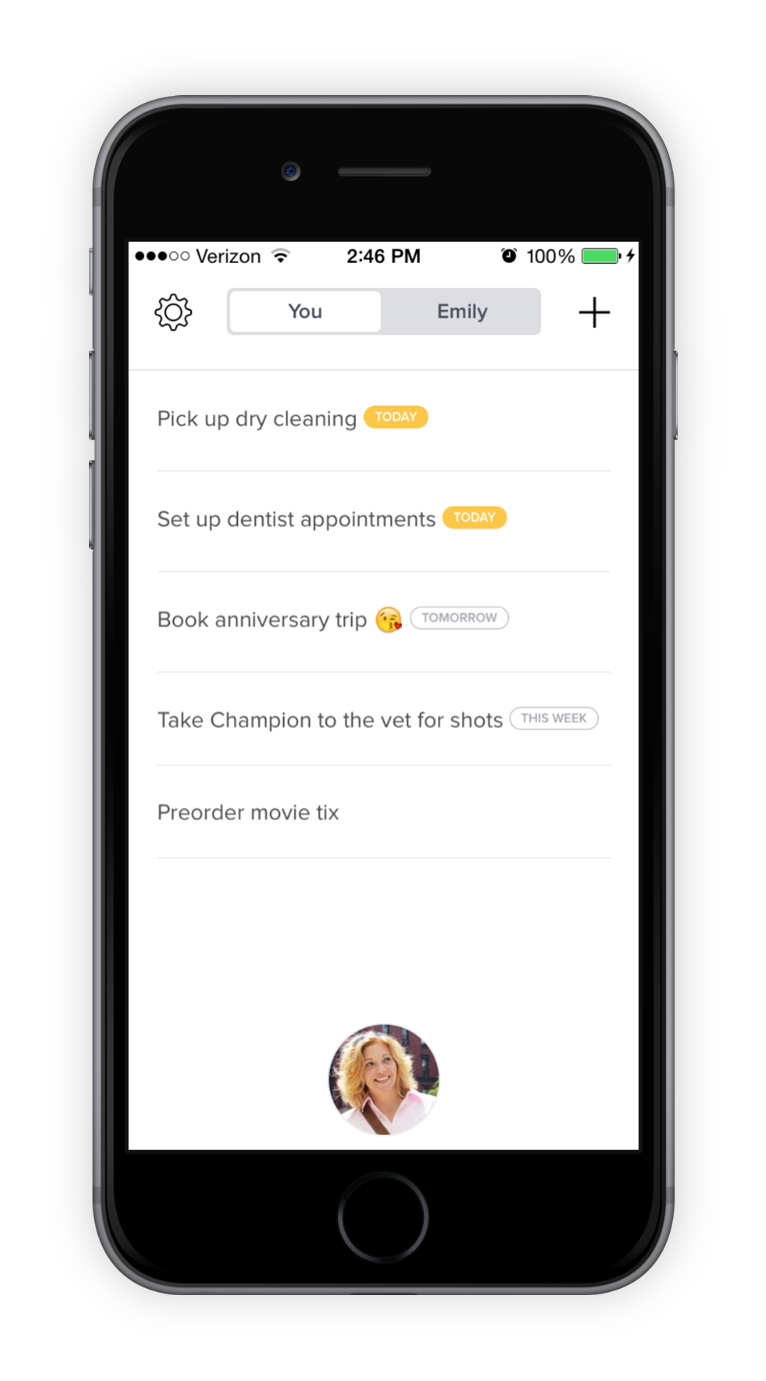 Verizon 2:46 PM 100%
You Emily
Pick up dry cleaning TODAY
Set up dentist appointments TODAY
Book anniversary trip 😘 TOMORROW
Take Champion to the vet for shots THIS WEEK
Preorder movie tix